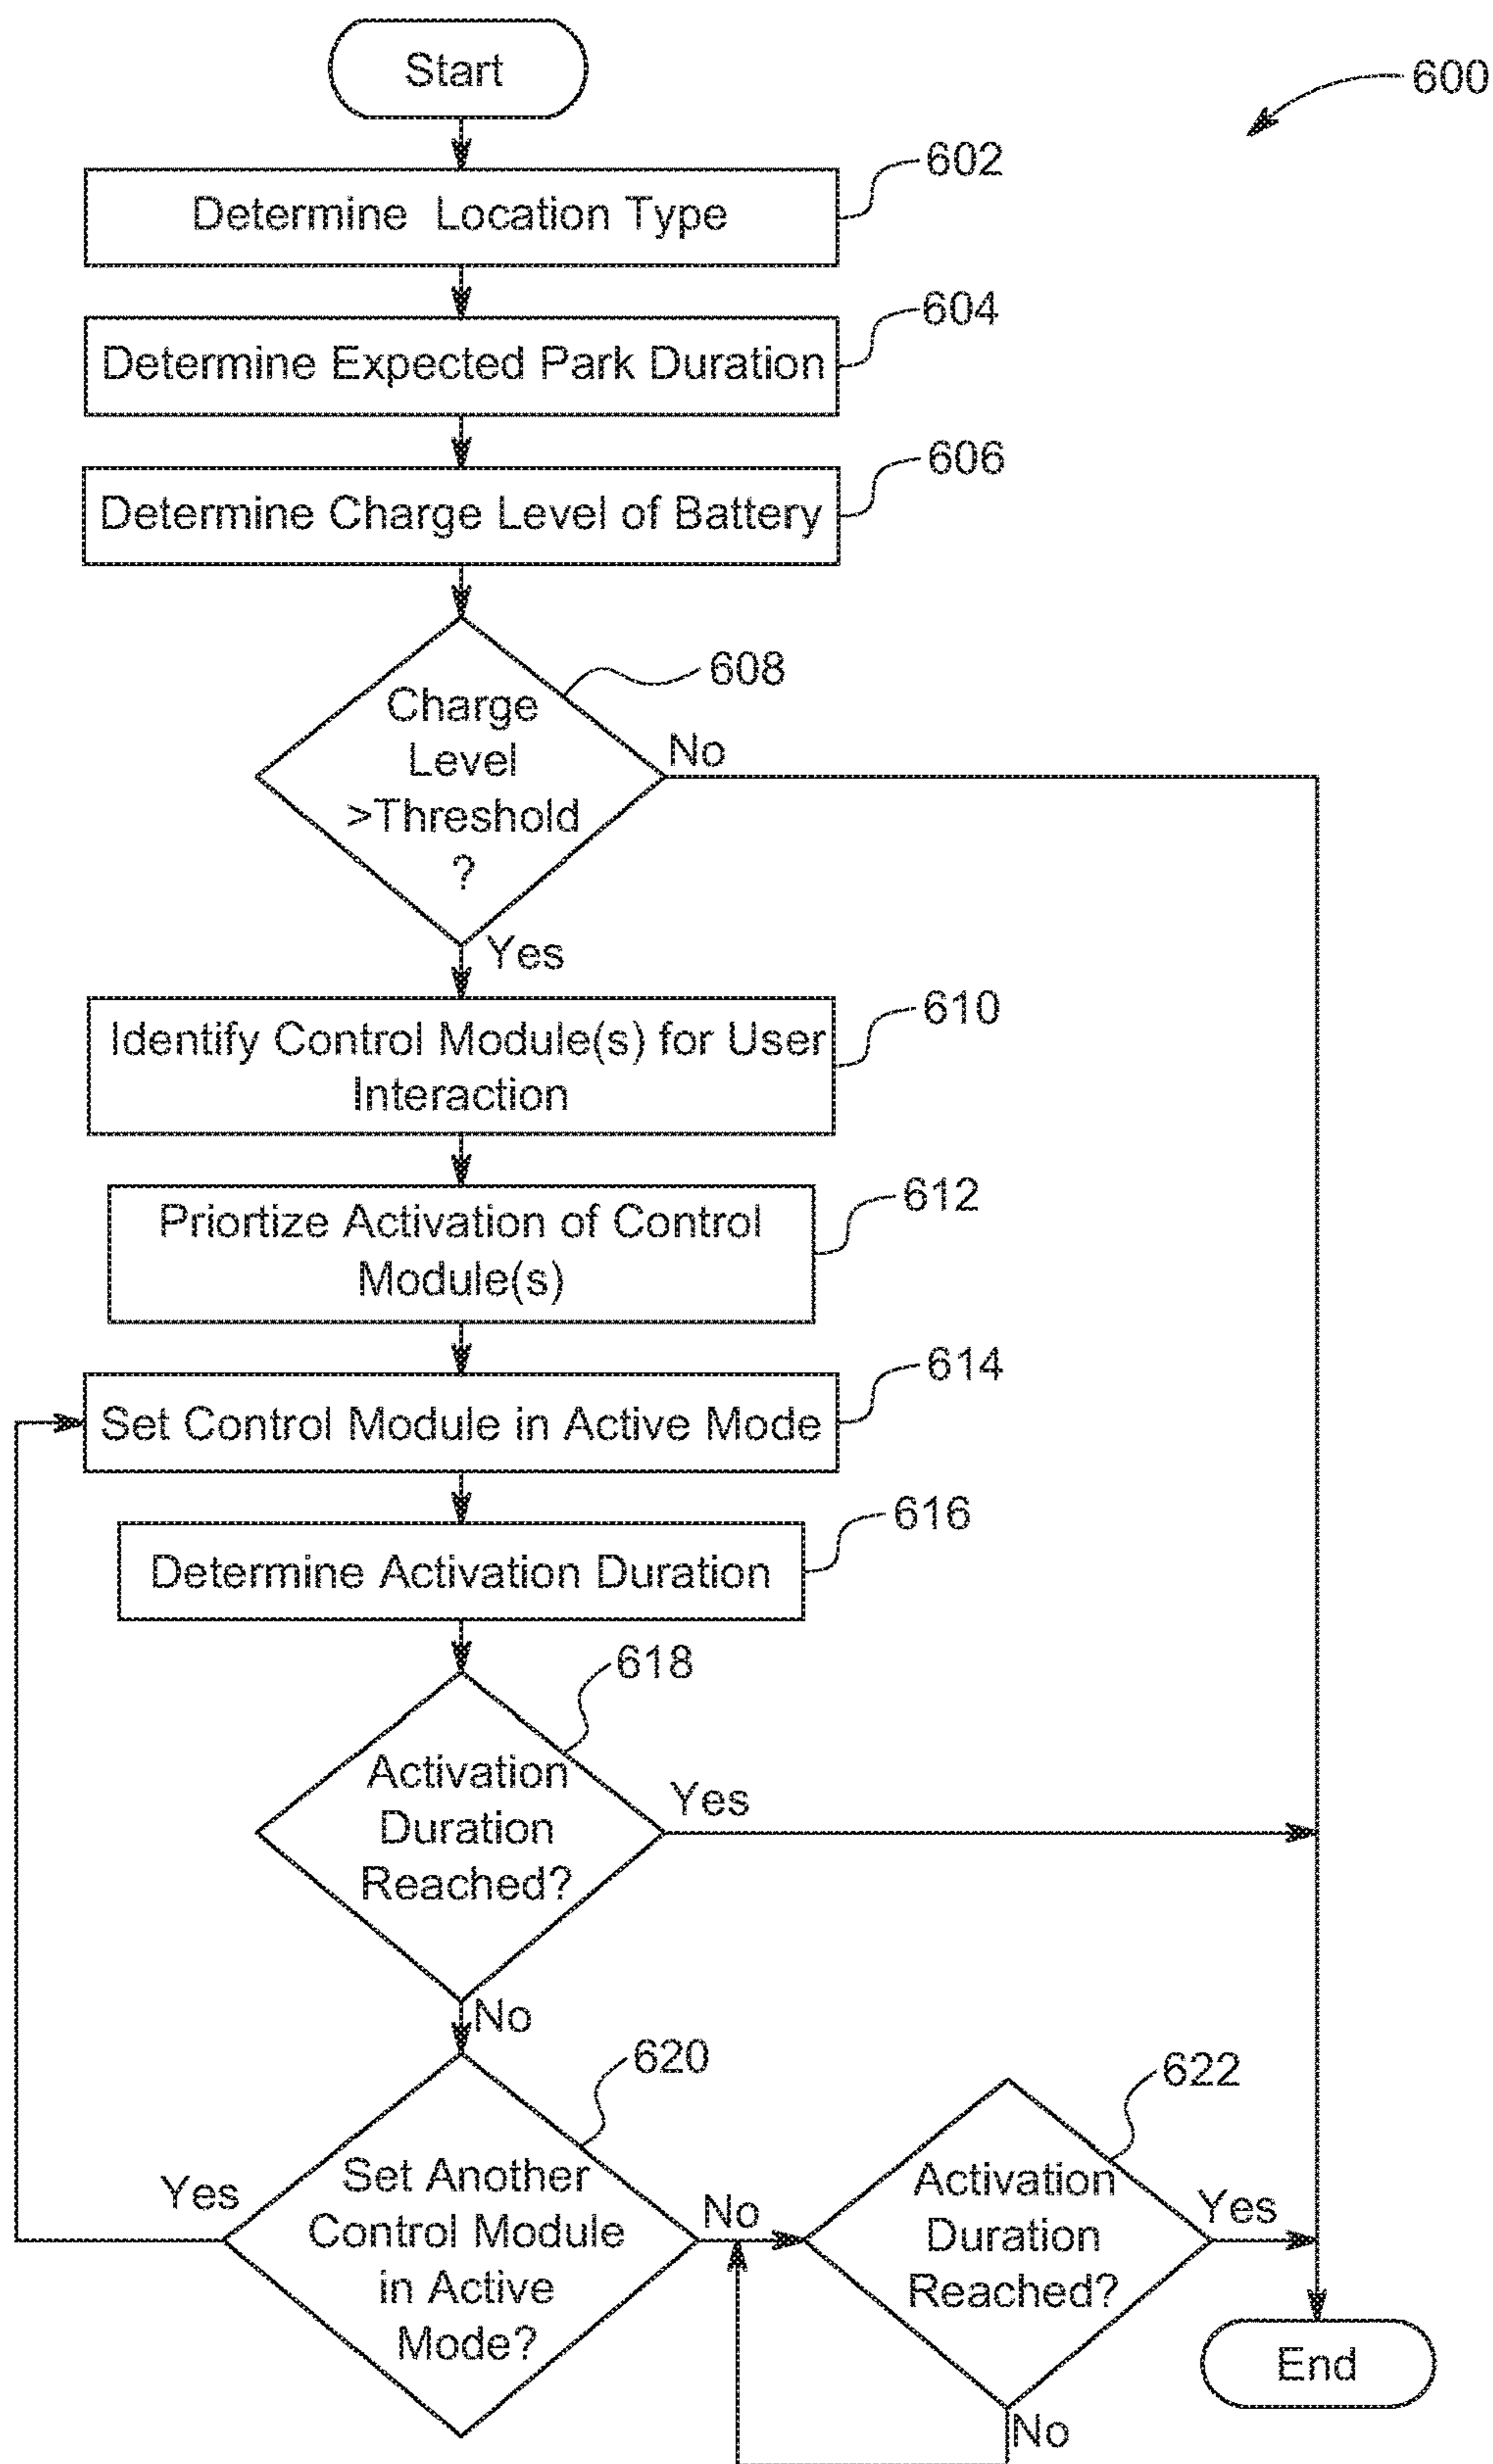 Start
600
602
Determine Location Type
604
Determine Expected Park Duration
606
Determine Charge Level of Battery
608
Charge
Level
>Threshold
?
No
Yes
610
Identify Control Module(s) for User
Interaction
612
Priortize Activation of Control
Module(s)
614
Set Control Module in Active Mode
616
Determine Activation Duration
618
Activation
Duration
Reached?
Yes
No
620
Set Another
Control Module
in Active
Mode?
Yes
No
622
Activation
Duration
Reached?
Yes
No
End